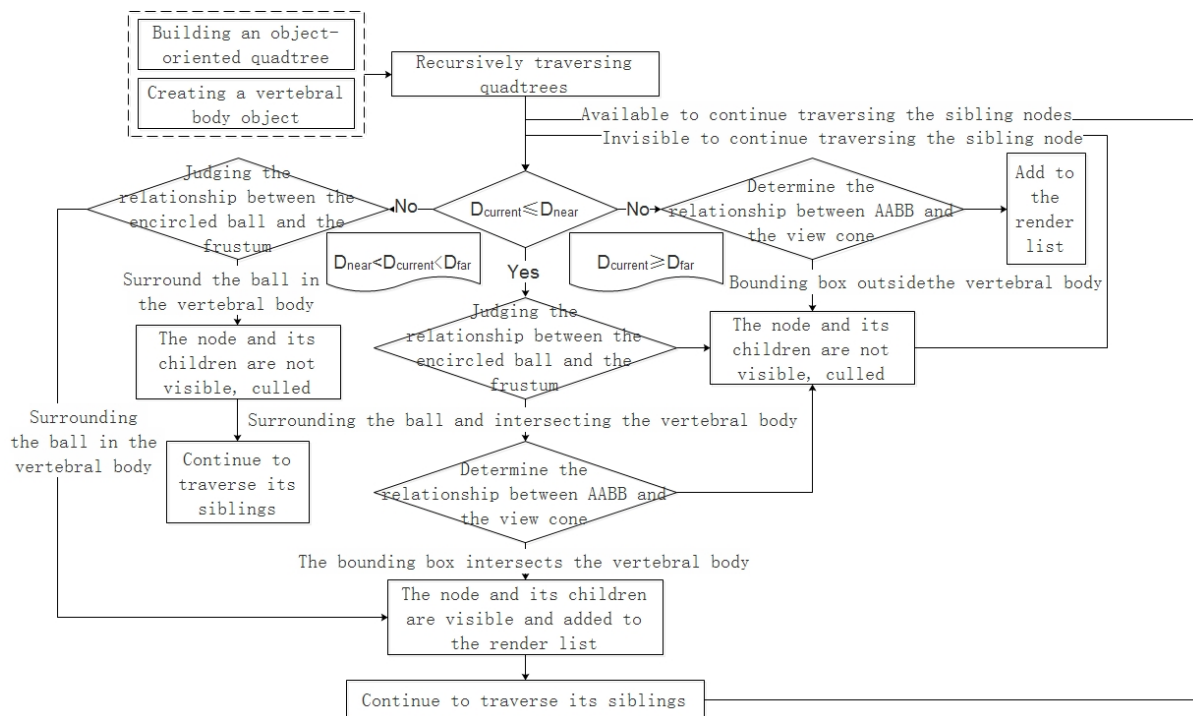 Building an object-
oriented quadtree
Creating a vertebral
body object
Recursively traversing
quadtrees
Available to continue traversing the sibling nodes
Invisible to continue traversing the sibling node
Judging the
relationship between the
encircled ball and the
frustum
No
Dcurrent≤Dnear
No
Determine the
relationship between AABB and
the view cone
Add to
the
render
list
Dnear<Dcurrent<Dfar
Yes
Dcurrent≥Dfar
Surround the ball in
the vertebral body
Bounding box outsidethe vertebral body
The node and its
children are not
visible, culled
Judging the
relationship between the
encircled ball and the
frustum
The node and its
children are not
visible, culled
Surrounding
the ball in the
vertebral body
Surrounding the ball and intersecting the vertebral body
Continue to
traverse its
siblings
Determine the
relationship between AABB and
the view cone
The bounding box intersects the vertebral body
The node and its children
are visible and added to
the render list
Continue to traverse its siblings